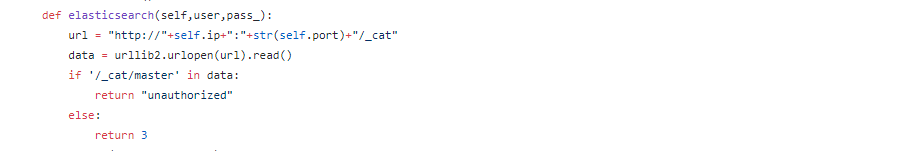 def elasticsearch(self,user,pass_):
url = "http://"+self.ip+":"+str(self.port)+"/_cat"
data = urllib2.urlopen(url).read()
if '/_cat/master' in data:
return "unauthorized"
else:
return 3